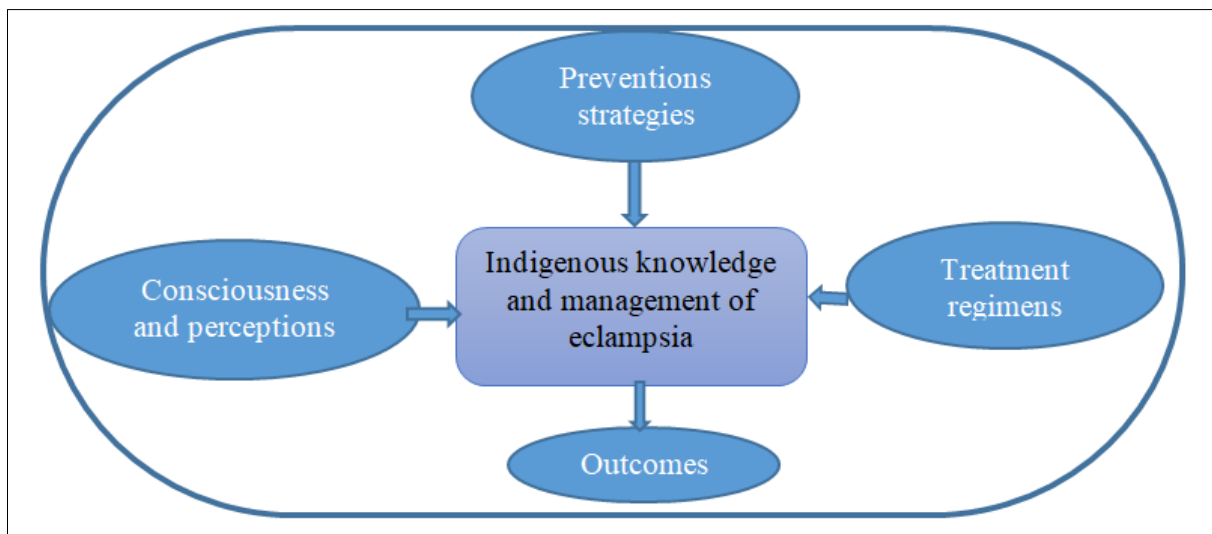 Preventions
strategies
Consciousness
and perceptions
Indigenous knowledge
and management of
eclampsia
Treatment
regimens
Outcomes